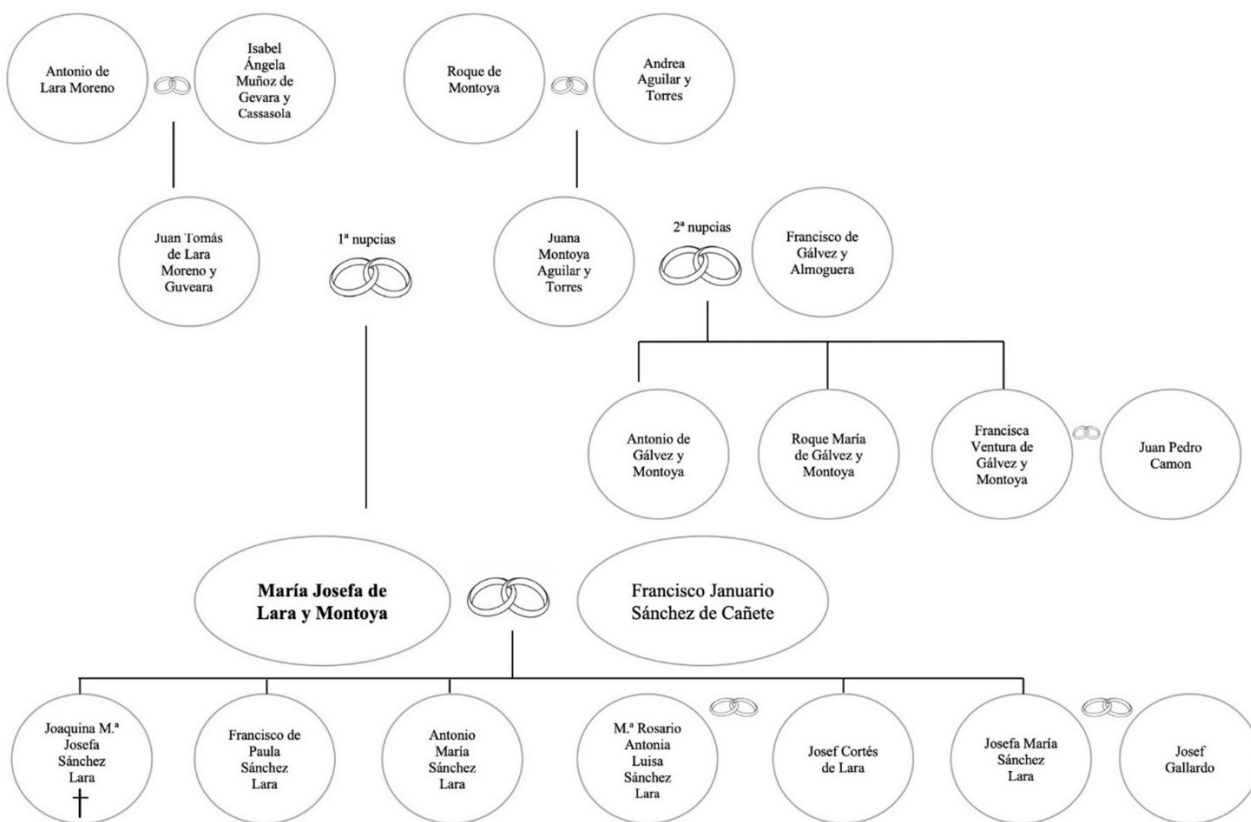 Antonio de
Lara Moreno
Isabel
Ángela
Muñoz de
Gevara y
Cassasola
Roque de
Montoya
Andrea
Aguilar y
Torres
Juan Tomás
de Lara
Moreno y
Guveara
1ª nupcias
Juana
Montoya
Aguilar y
Torres
2ª nupcias
Francisco de
Gálvez y
Almoguera
Antonio de
Gálvez y
Montoya
Roque María
de Gálvez y
Montoya
Francisca
Ventura de
Gálvez y
Montoya
Juan Pedro
Camon
María Josefa de
Lara y Montoya
Francisco Januario
Sánchez de Cañete
Joaquina M.ª
Josefa
Sánchez
Lara
Francisco de
Paula
Sánchez
Lara
Antonio
María
Sánchez
Lara
M.ª Rosario
Antonia
Luisa
Sánchez
Lara
Josef Cortés
de Lara
Josefa María
Sánchez
Lara
Josef
Gallardo